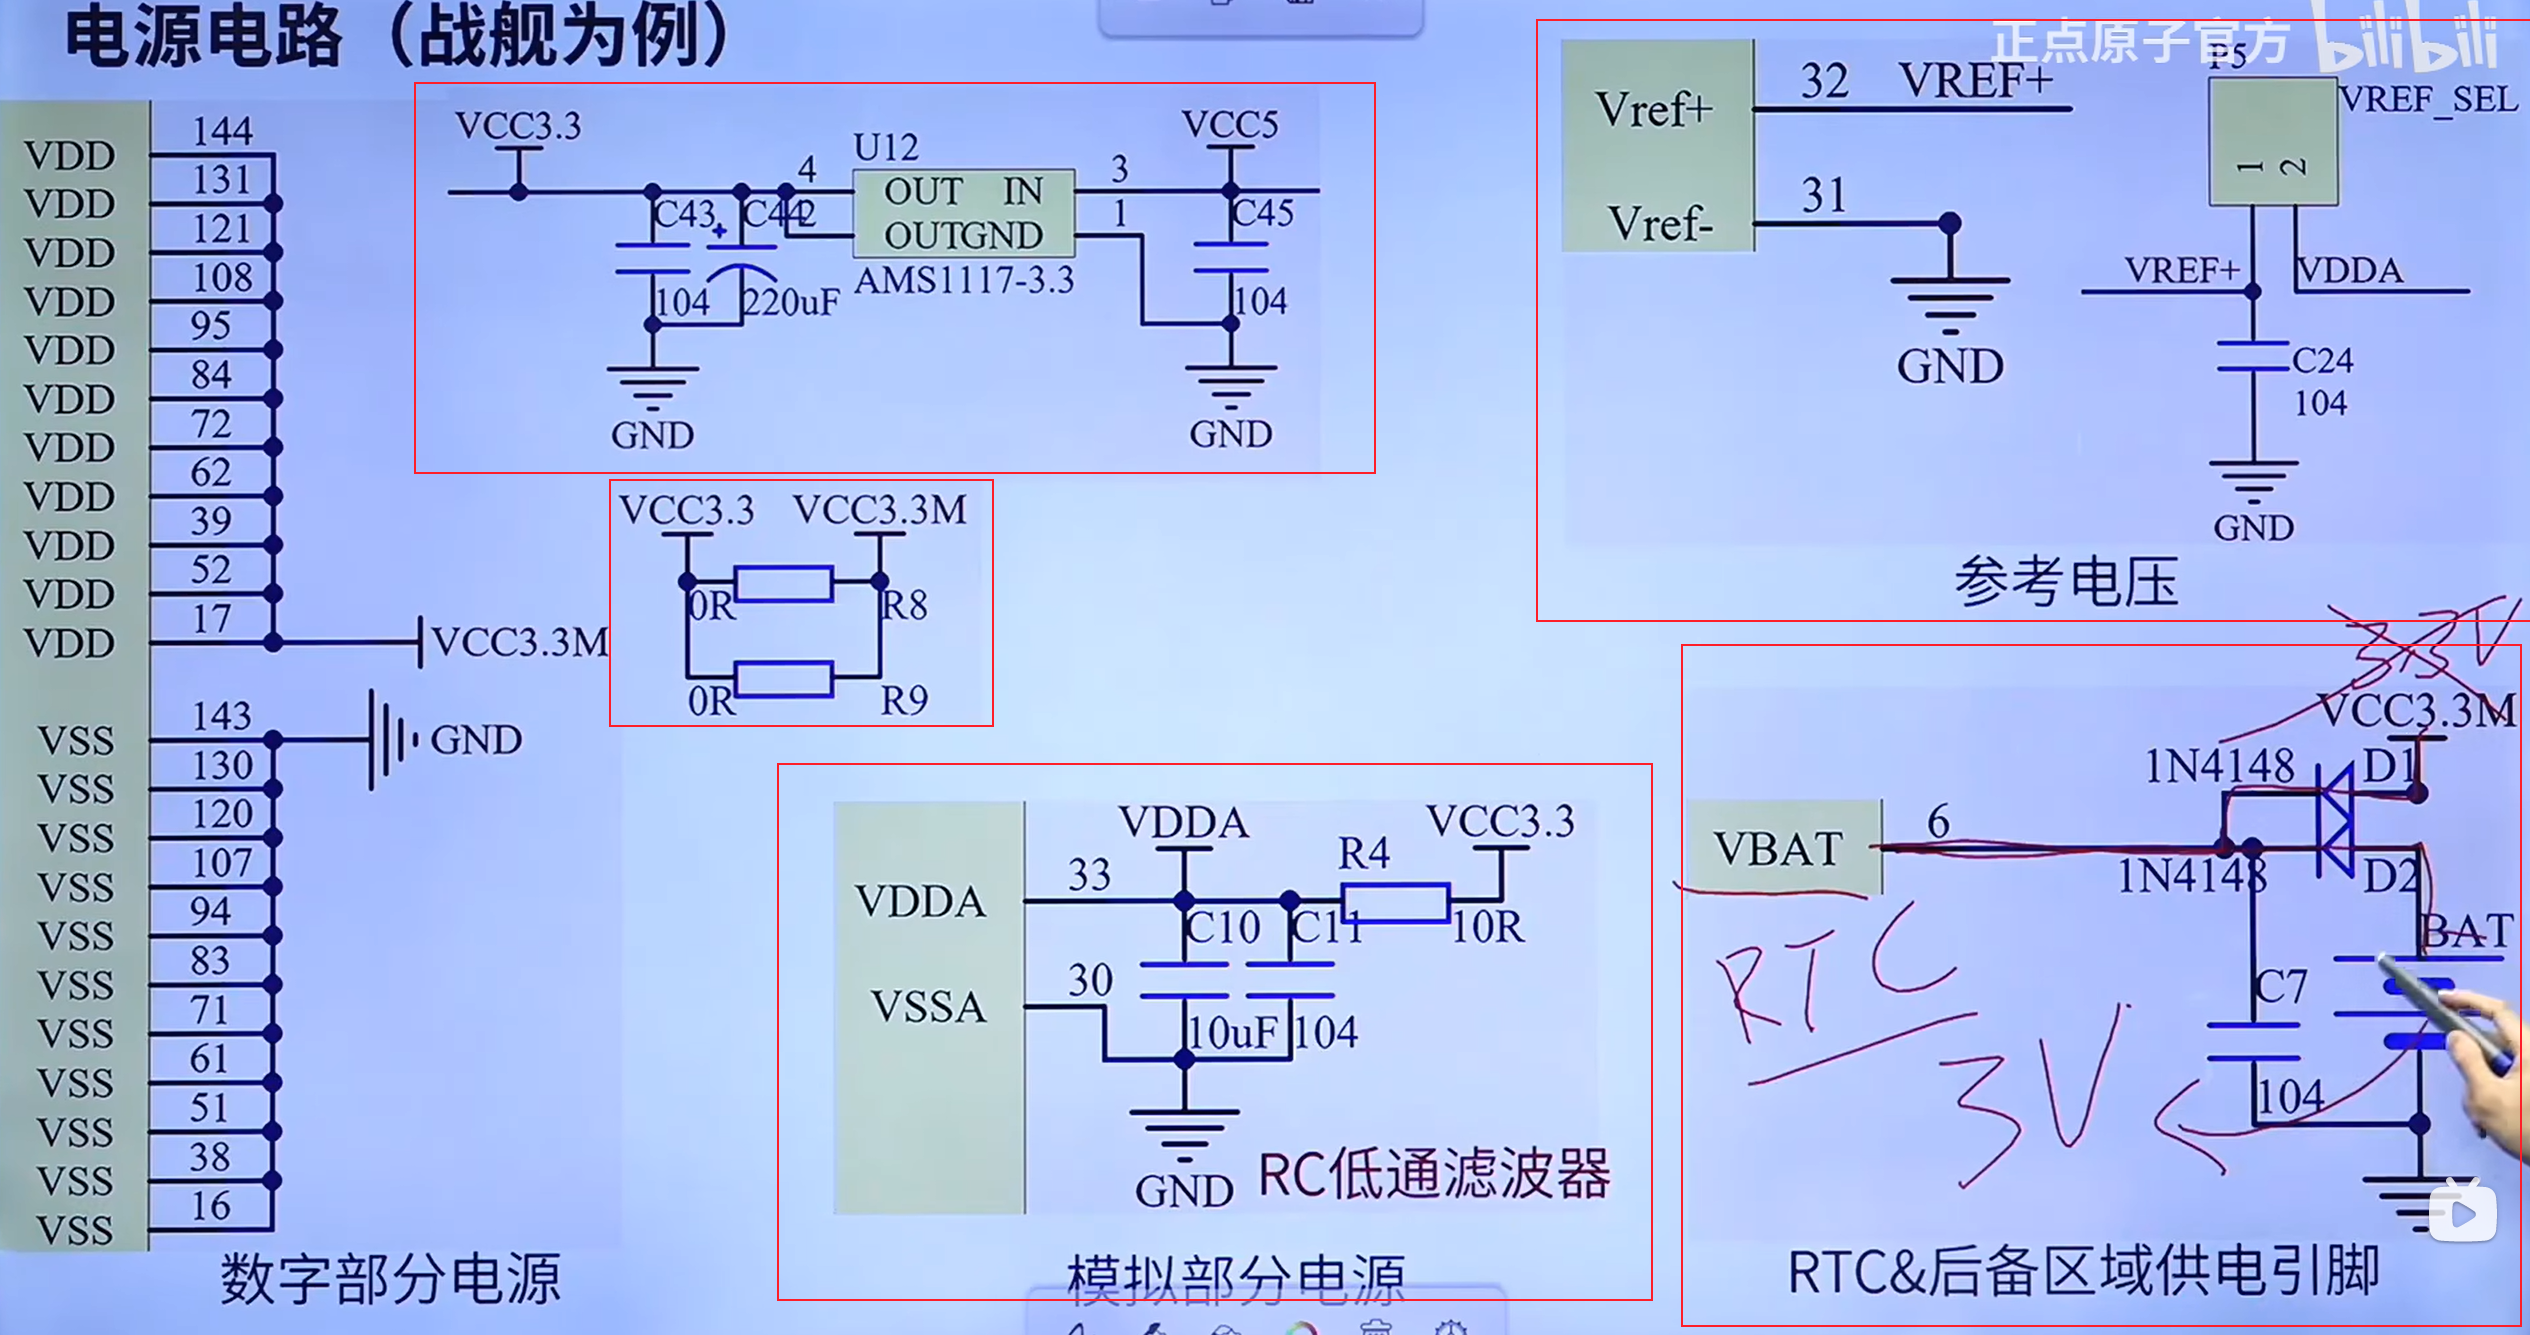 电源电路（战舰为例）
正点原子官方 bilibili
VDD 144
VDD 131
VDD 121
VDD 108
VDD 95
VDD 84
VDD 72
VDD 62
VDD 39
VDD 52
VDD 17
VCC3.3M
VSS 143
GND
VSS 130
VSS 120
VSS 107
VSS 94
VSS 83
VSS 71
VSS 61
VSS 51
VSS 38
VSS 16
数字部分电源
VCC3.3
U12
VCC5
4 OUT IN 3
C43 + C44 2 OUT GND 1 C45
104 220uF AMS1117-3.3 104
GND GND
VCC3.3 VCC3.3M
0R R8
0R R9
VDDA VCC3.3
VDDA 33 R4
C10 C11 10R
VSSA 30
10uF 104
GND RC低通滤波器
模拟部分电源
P5
Vref+ 32 VREF+ VREF_SEL
1 2
Vref- 31
VREF+ VDDA
GND C24
104
GND
参考电压
3.3V
VCC3.3M
1N4148 D1
VBAT 6
1N4148 D2
BAT
RTC
C7
3V
104
RTC&后备区域供电引脚